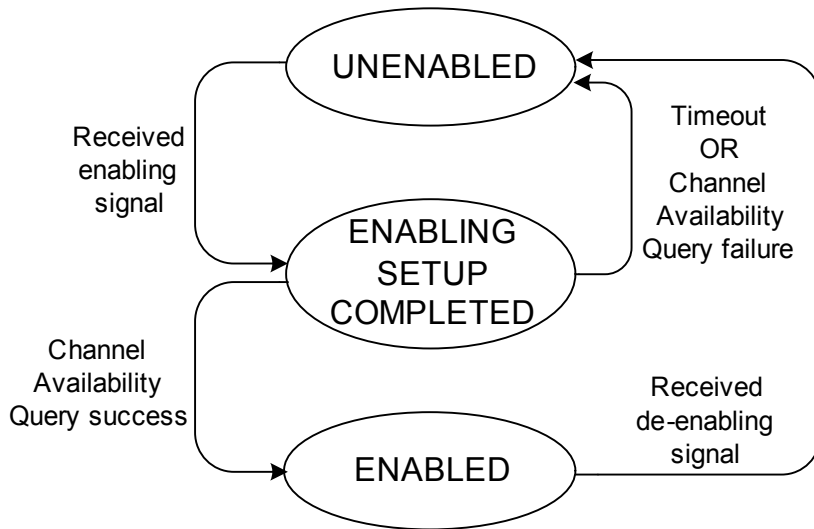 UNENABLED
Received
enabling
signal
Timeout
OR
Channel
Availability
Query failure
ENABLING
SETUP
COMPLETED
Channel
Availability
Query success
Received
de-enabling
signal
ENABLED